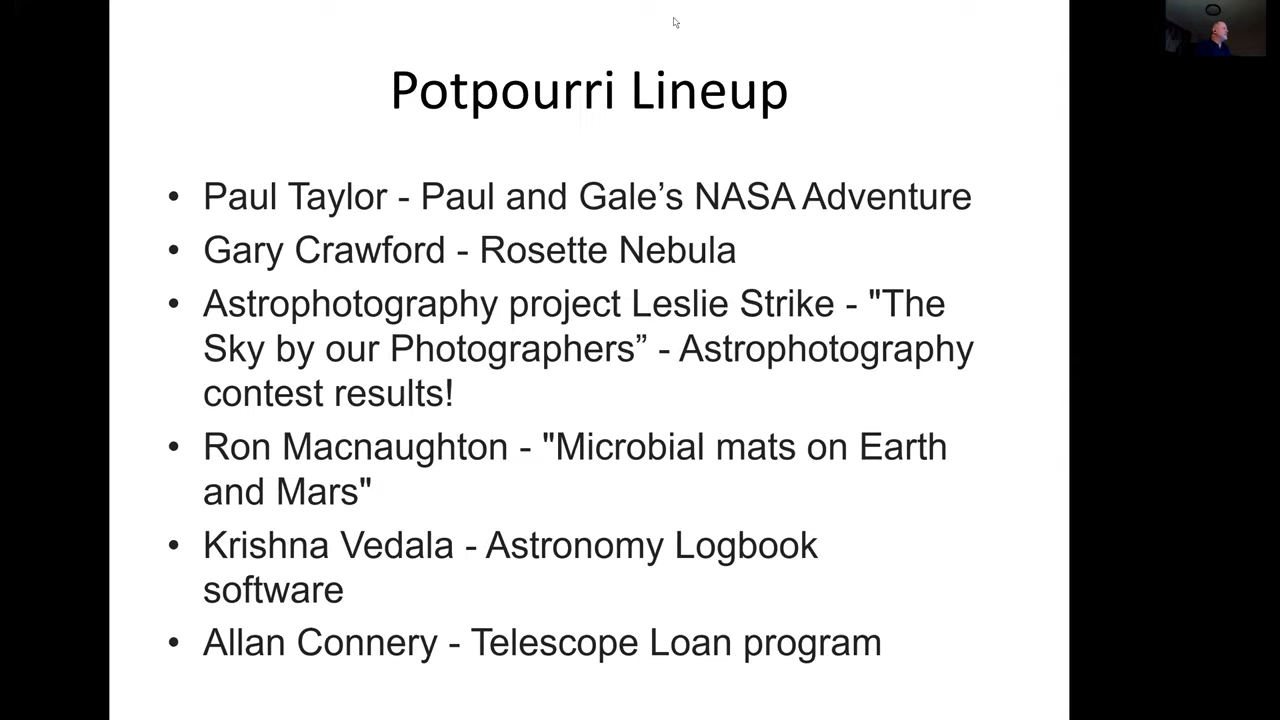 Potpourri Lineup
• Paul Taylor - Paul and Gale’s NASA Adventure
• Gary Crawford - Rosette Nebula
• Astrophotography project Leslie Strike - "The
Sky by our Photographers” - Astrophotography
contest results!
• Ron Macnaughton - "Microbial mats on Earth
and Mars"
• Krishna Vedala - Astronomy Logbook
software
• Allan Connery - Telescope Loan program